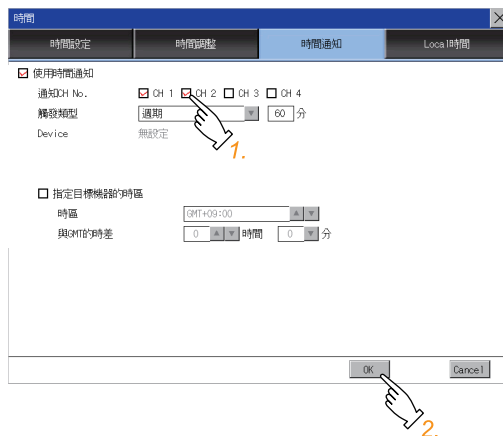 時間
時間設定 時間調整 時間通知 Local時間
使用時間通知
通知CH No. CH 1 CH 2 CH 3 CH 4
觸發類型 週期 60 分
Device 無設定
1.
指定目標機器的時區
時區 GMT+09:00
與GMT的時差 0 時間 0 分
OK Cancel
2.